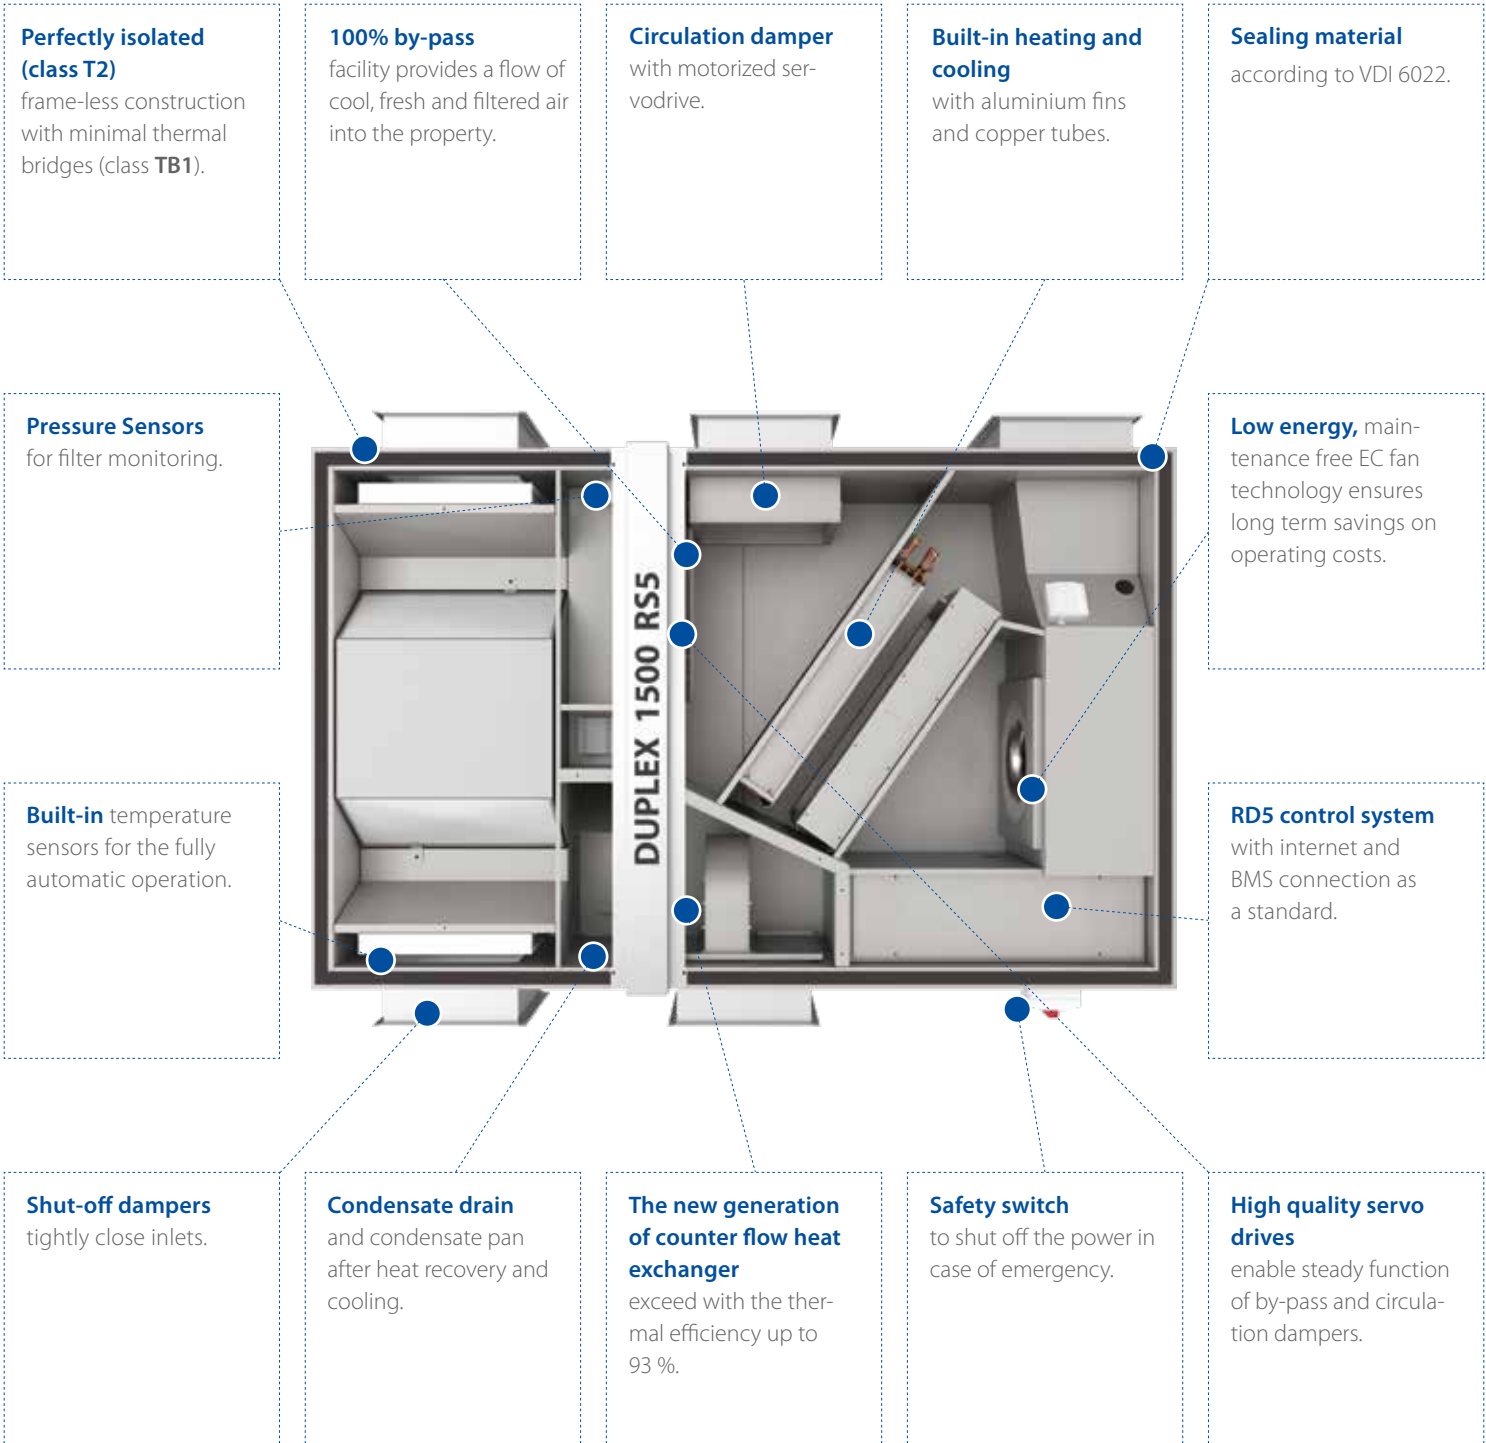 Perfectly isolated
(class T2)
frame-less construction
with minimal thermal
bridges (class TB1).
100% by-pass
facility provides a flow of
cool, fresh and filtered air
into the property.
Circulation damper
with motorized ser-
vodrive.
Built-in heating and
cooling
with aluminium fins
and copper tubes.
Sealing material
according to VDI 6022.
Pressure Sensors
for filter monitoring.
Low energy, main-
tenance free EC fan
technology ensures
long term savings on
operating costs.
DUPLEX 1500 RS5
Built-in temperature
sensors for the fully
automatic operation.
RD5 control system
with internet and
BMS connection as
a standard.
Shut-off dampers
tightly close inlets.
Condensate drain
and condensate pan
after heat recovery and
cooling.
The new generation
of counter flow heat
exchanger
exceed with the ther-
mal efficiency up to
93 %.
Safety switch
to shut off the power in
case of emergency.
High quality servo
drives
enable steady function
of by-pass and circula-
tion dampers.